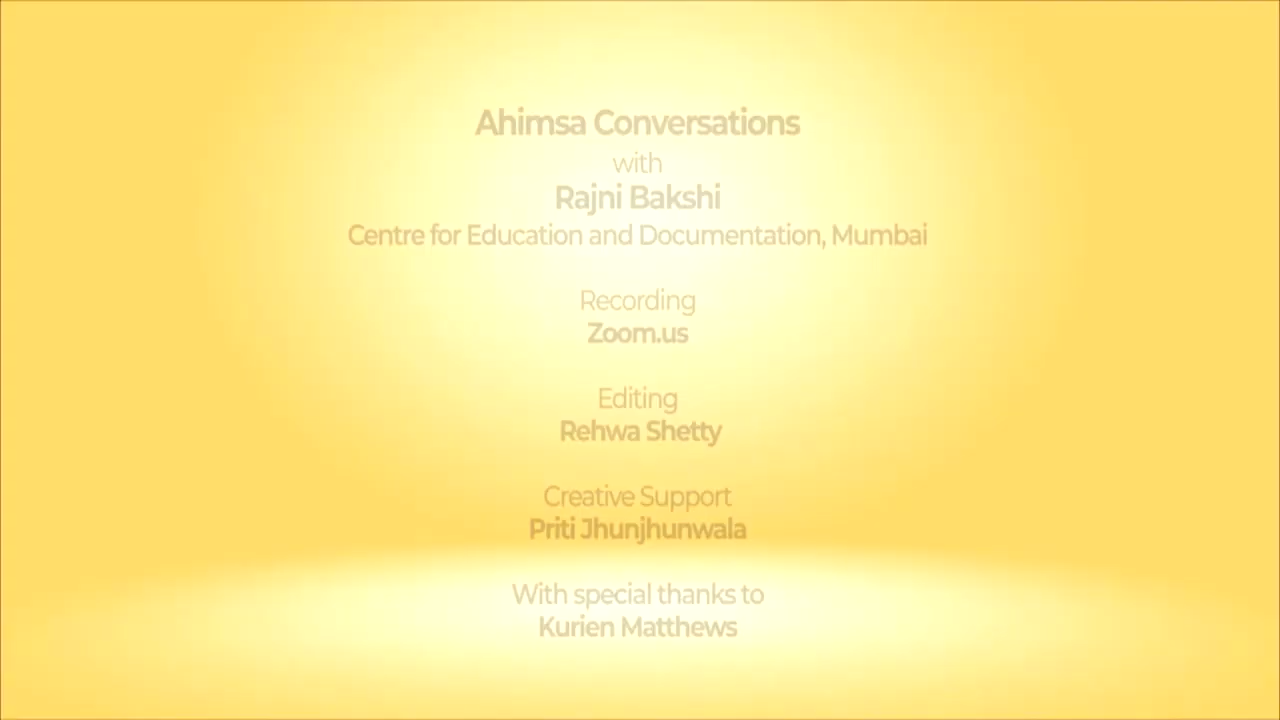 Ahimsa Conversations
with
Rajni Bakshi
Centre for Education and Documentation, Mumbai
Recording
Zoom.us
Editing
Rehwa Shetty
Creative Support
Priti Jhunjhunwala
With special thanks to
Kurien Matthews